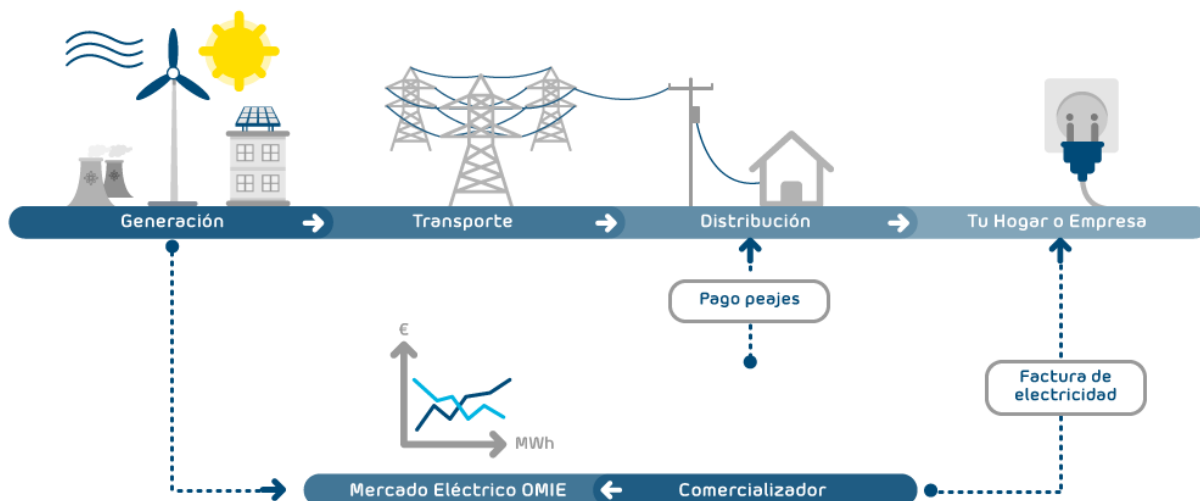 Generación
Transporte
Distribución
Tu Hogar o Empresa
Pago peajes
€
MWh
Factura de
electricidad
Mercado Eléctrico OMIE
Comercializador